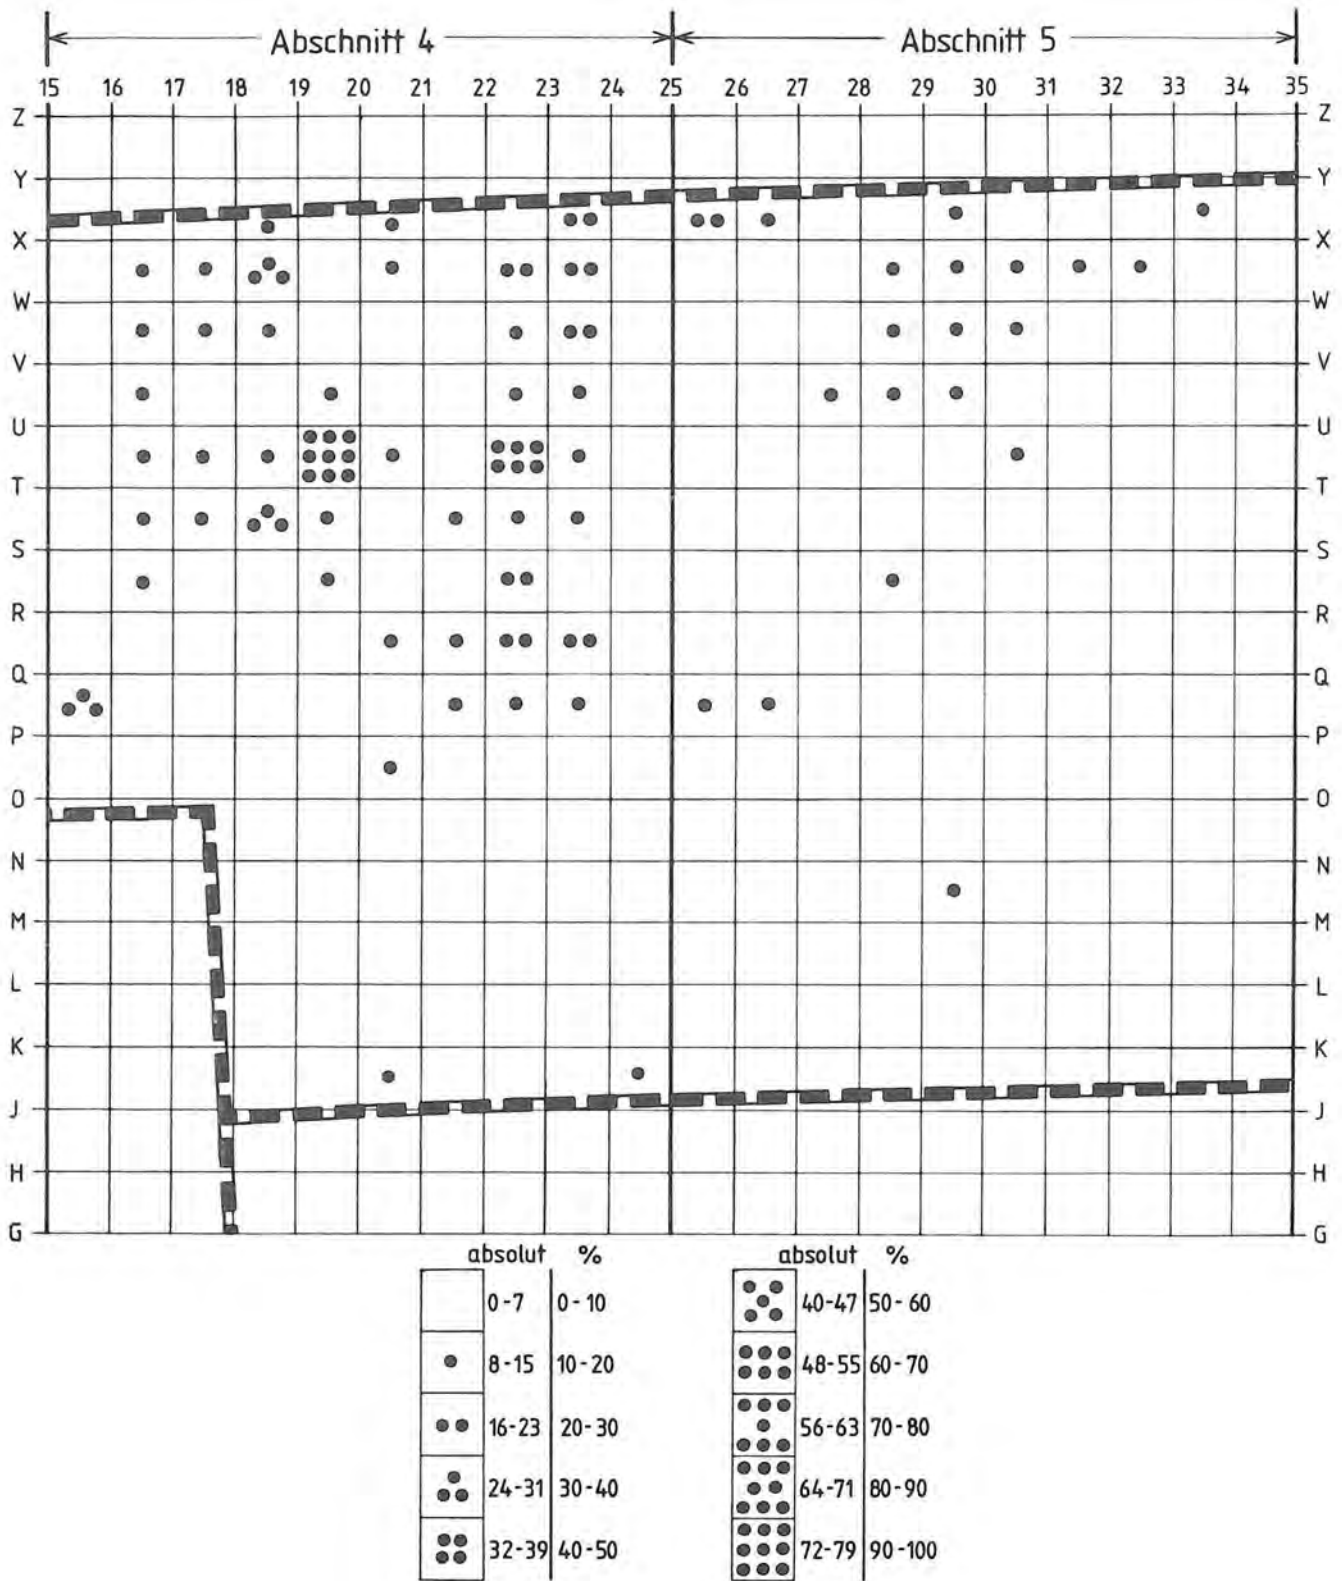 Abschnitt 4 Abschnitt 5
15 16 17 18 19 20 21 22 23 24 25 26 27 28 29 30 31 32 33 34 35
Z Z
Y Y
X X
W W
V V
U U
T T
S S
R R
Q Q
P P
O O
N N
M M
L L
K K
J J
H H
G G
absolut % absolut %
0-7 0-10 40-47 50-60
8-15 10-20 48-55 60-70
16-23 20-30 56-63 70-80
24-31 30-40 64-71 80-90
32-39 40-50 72-79 90-100